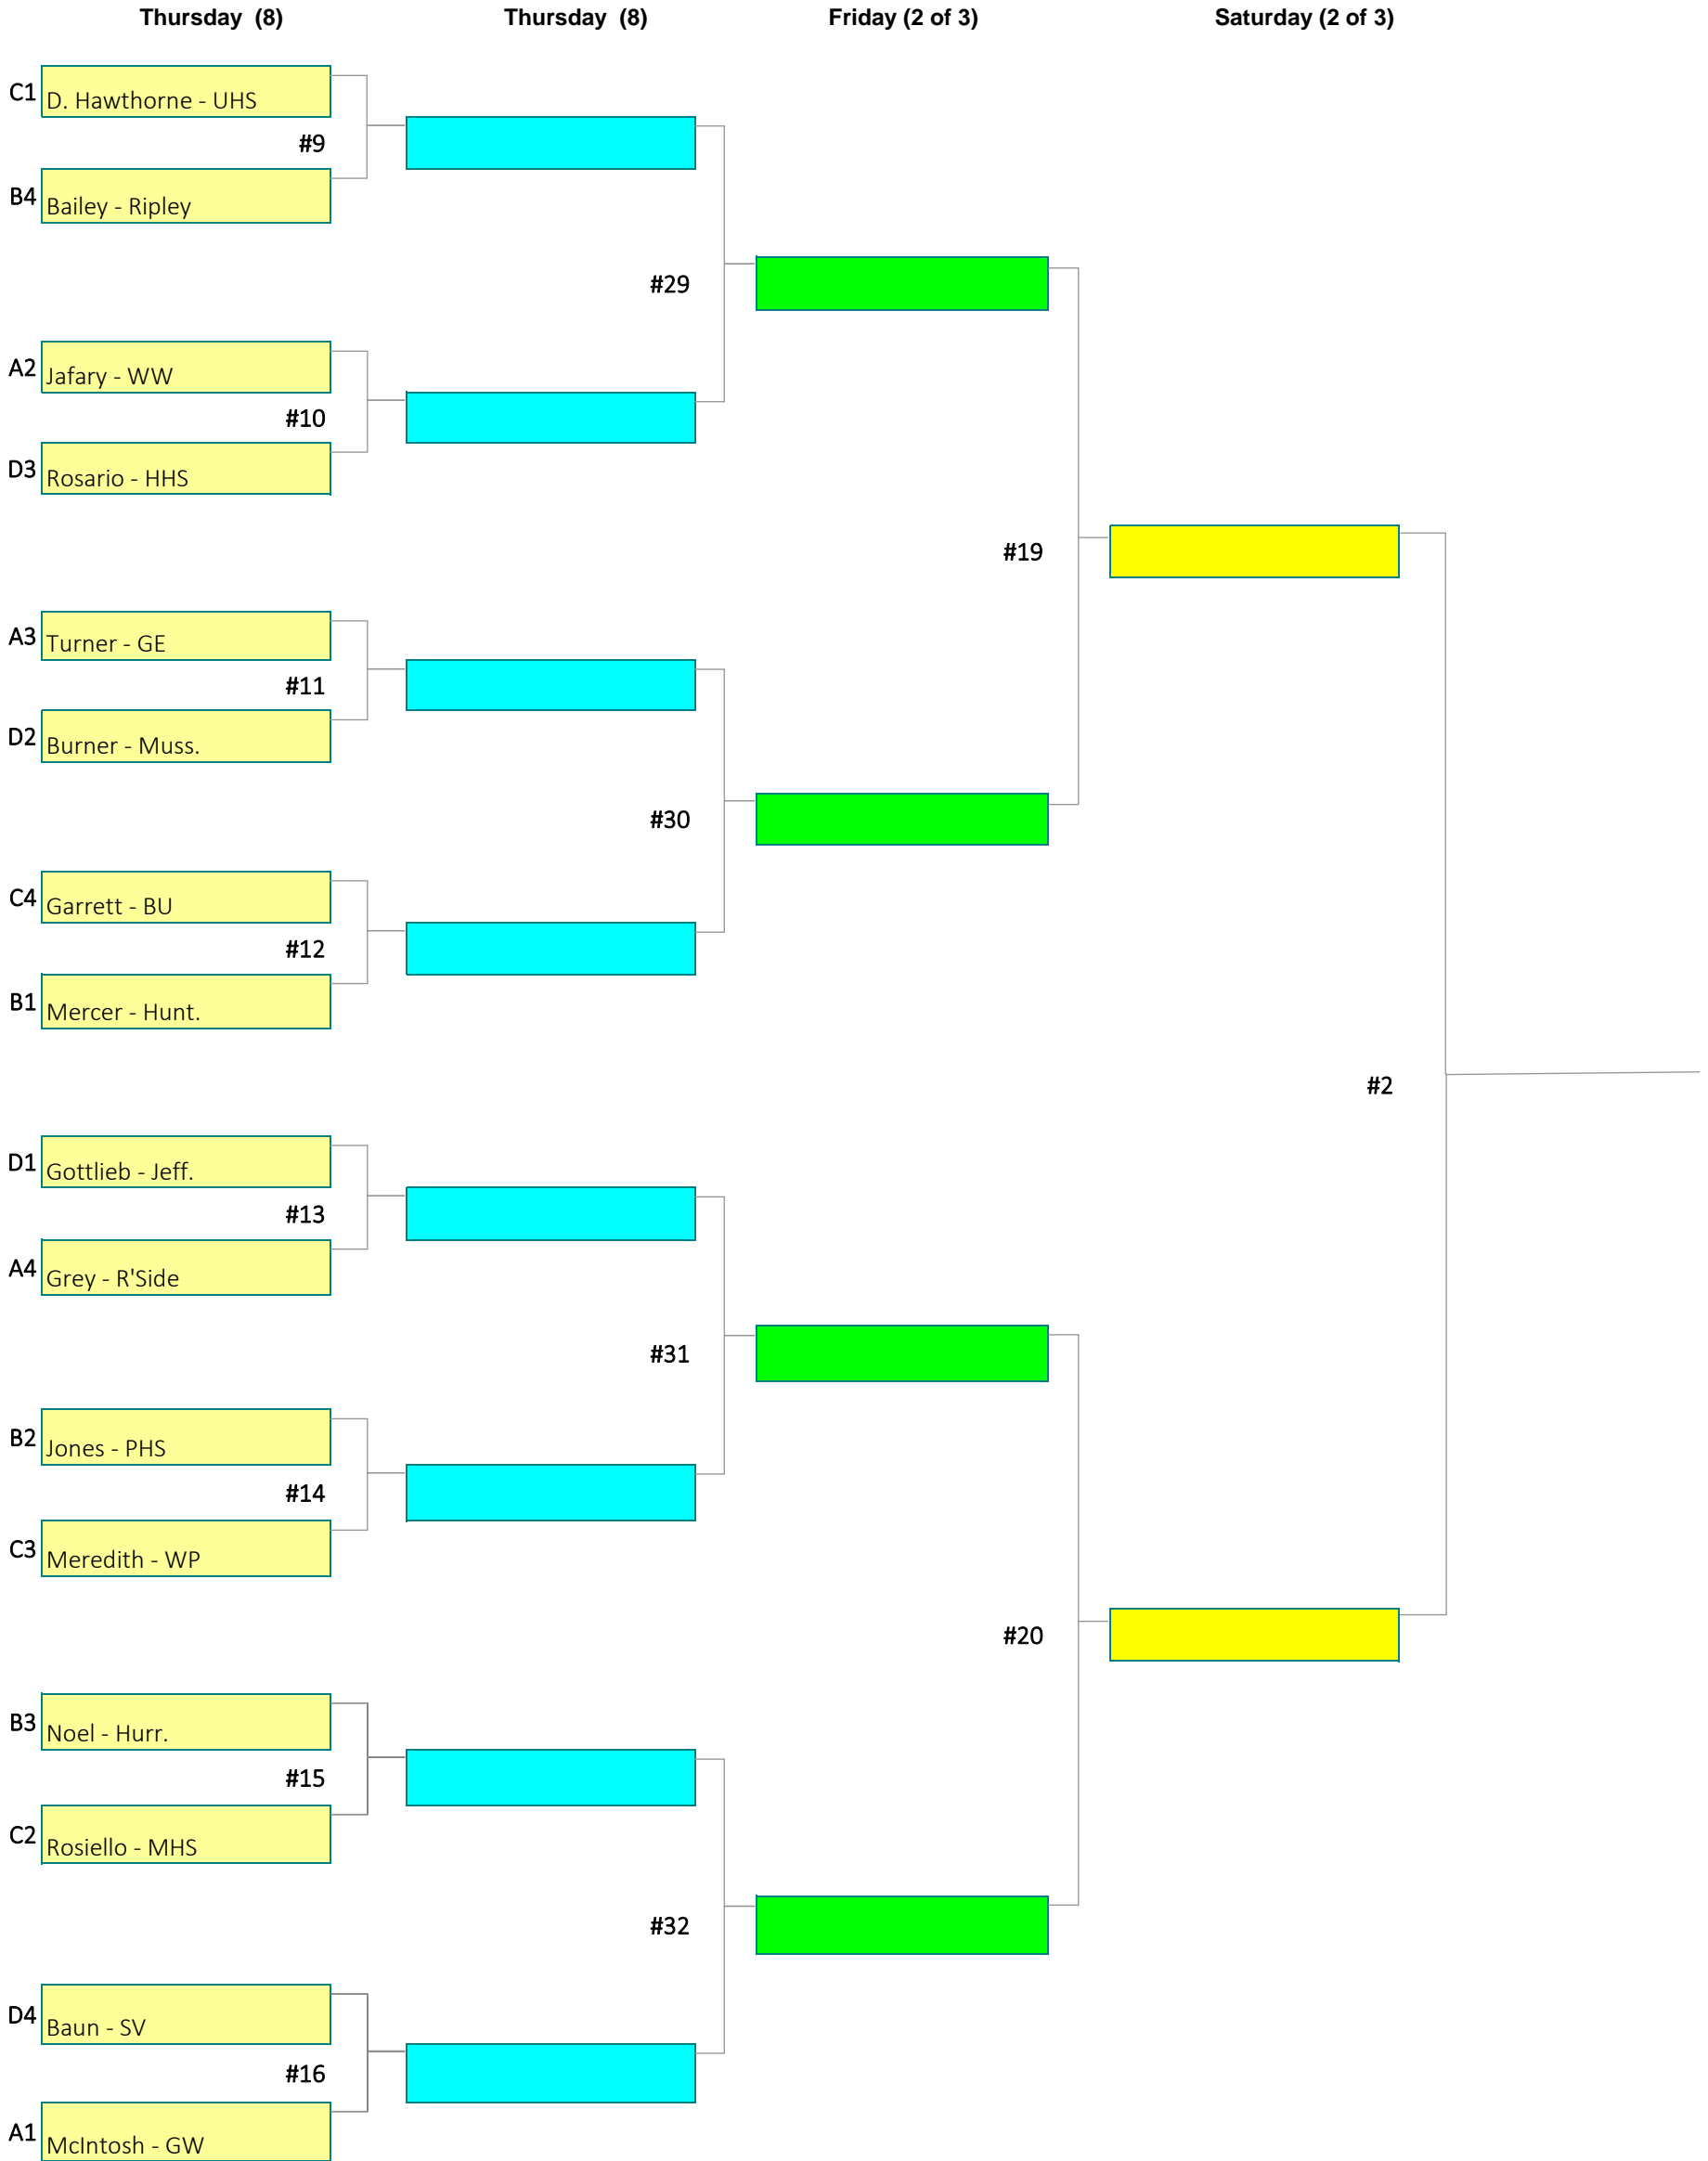 Thursday (8) Thursday (8) Friday (2 of 3) Saturday (2 of 3)
C1 D. Hawthorne - UHS
#9
B4 Bailey - Ripley
#29
A2 Jafary - WW
#10
D3 Rosario - HHS
#19
A3 Turner - GE
#11
D2 Burner - Muss.
#30
C4 Garrett - BU
#12
B1 Mercer - Hunt.
#2
D1 Gottlieb - Jeff.
#13
A4 Grey - R'Side
#31
B2 Jones - PHS
#14
C3 Meredith - WP
#20
B3 Noel - Hurr.
#15
C2 Rosiello - MHS
#32
D4 Baun - SV
#16
A1 McIntosh - GW